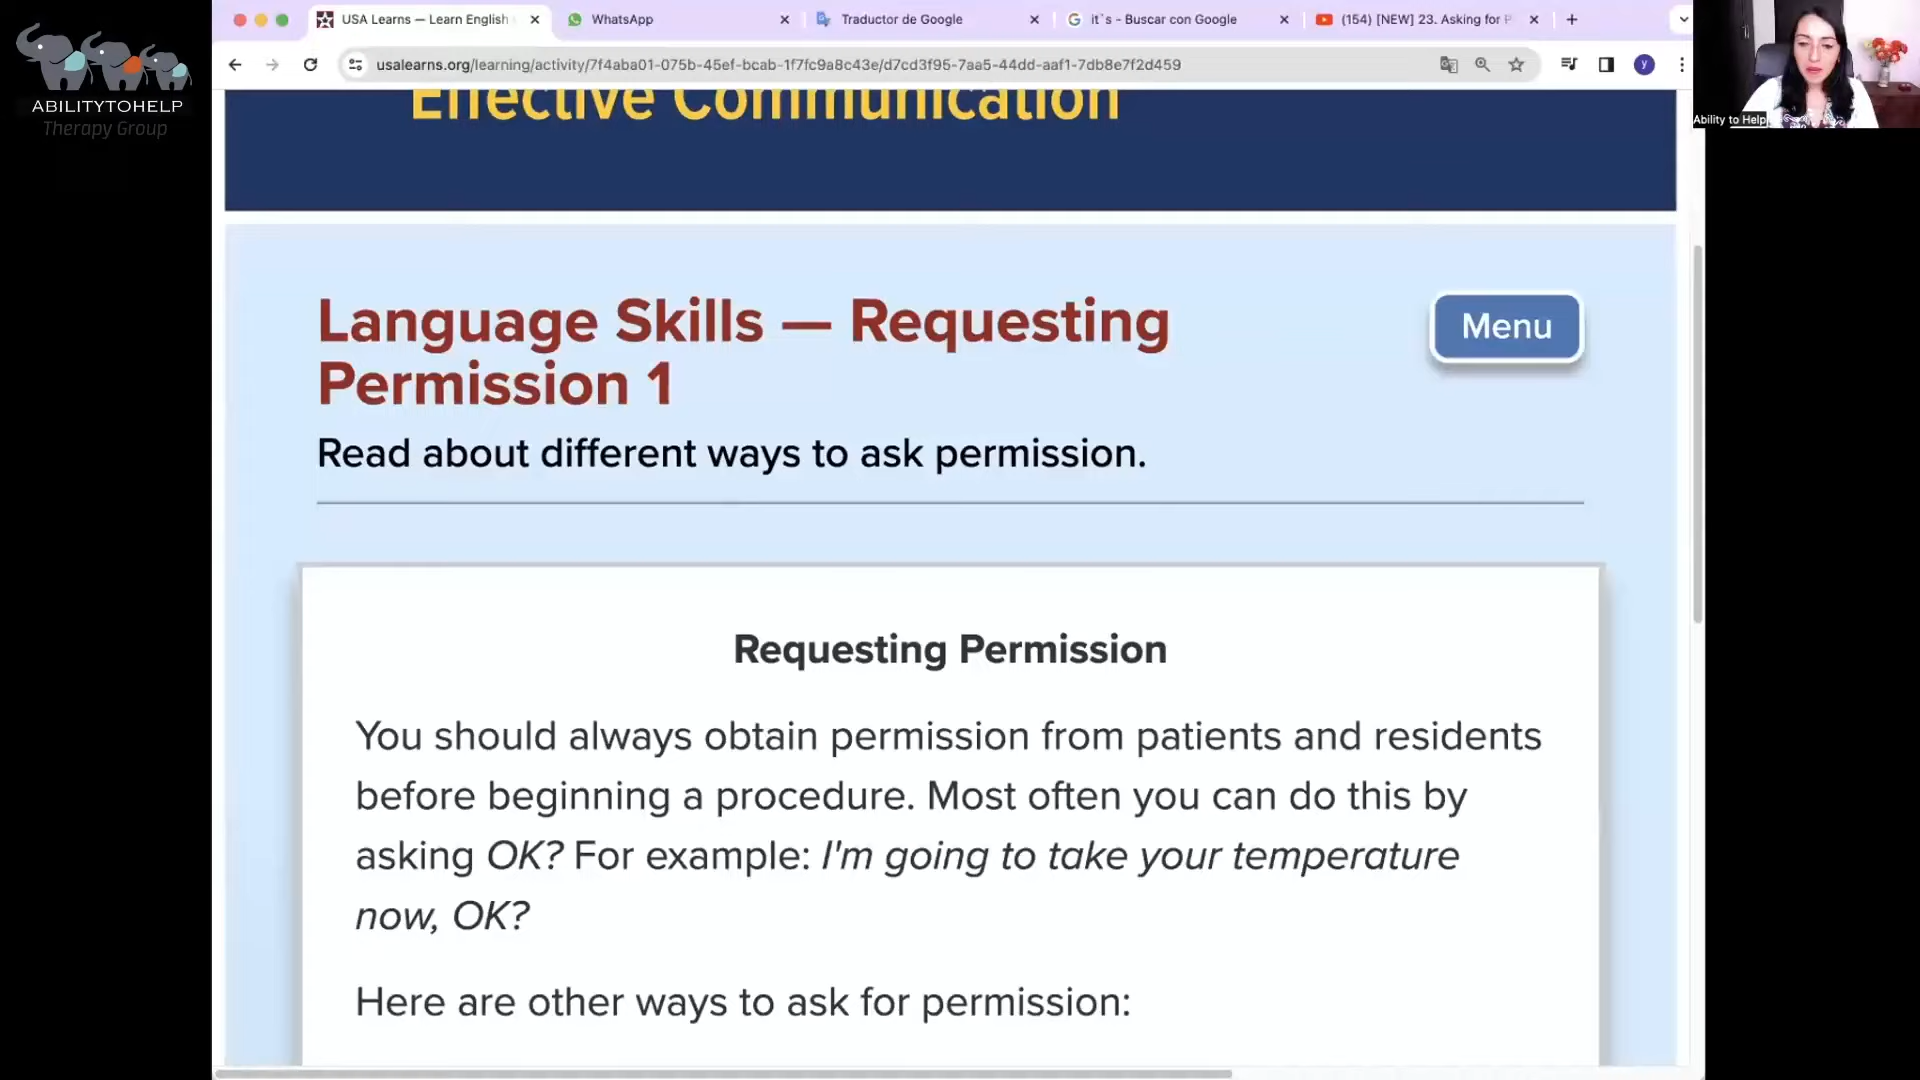 ABILITYTOHELP
Therapy Group
USA Learns — Learn English
WhatsApp
Traductor de Google
it`s - Buscar con Google
(154) [NEW] 23. Asking for P
usalearns.org/learning/activity/7f4aba01-075b-45ef-bcab-1f7fc9a8c43e/d7cd3f95-7aa5-44dd-aaf1-7db8e7f2d459
y
Ability to Help
Effective Communication
Language Skills — Requesting
Permission 1
Menu
Read about different ways to ask permission.
Requesting Permission
You should always obtain permission from patients and residents
before beginning a procedure. Most often you can do this by
asking OK? For example: I'm going to take your temperature
now, OK?
Here are other ways to ask for permission: